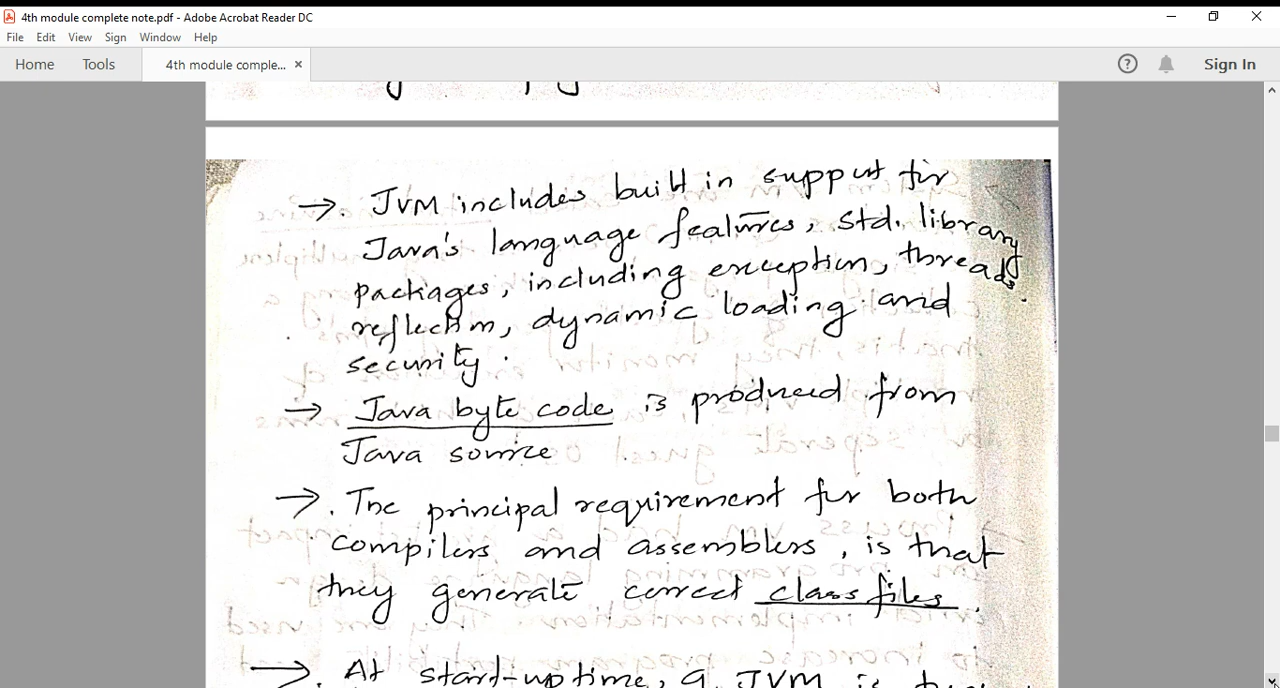 4th module complete note.pdf - Adobe Acrobat Reader DC
File Edit View Sign Window Help
Home Tools 4th module comple... × Sign In
→. JVM includes built in support for
Java's language features, std. library
packages, including exception, threads.
reflection, dynamic loading and
security.
→ Java byte code is produced from
Java source
→. The principal requirement for both
compilers and assemblers, is that
they generate correct class files.
→. At start-up time, a JVM is